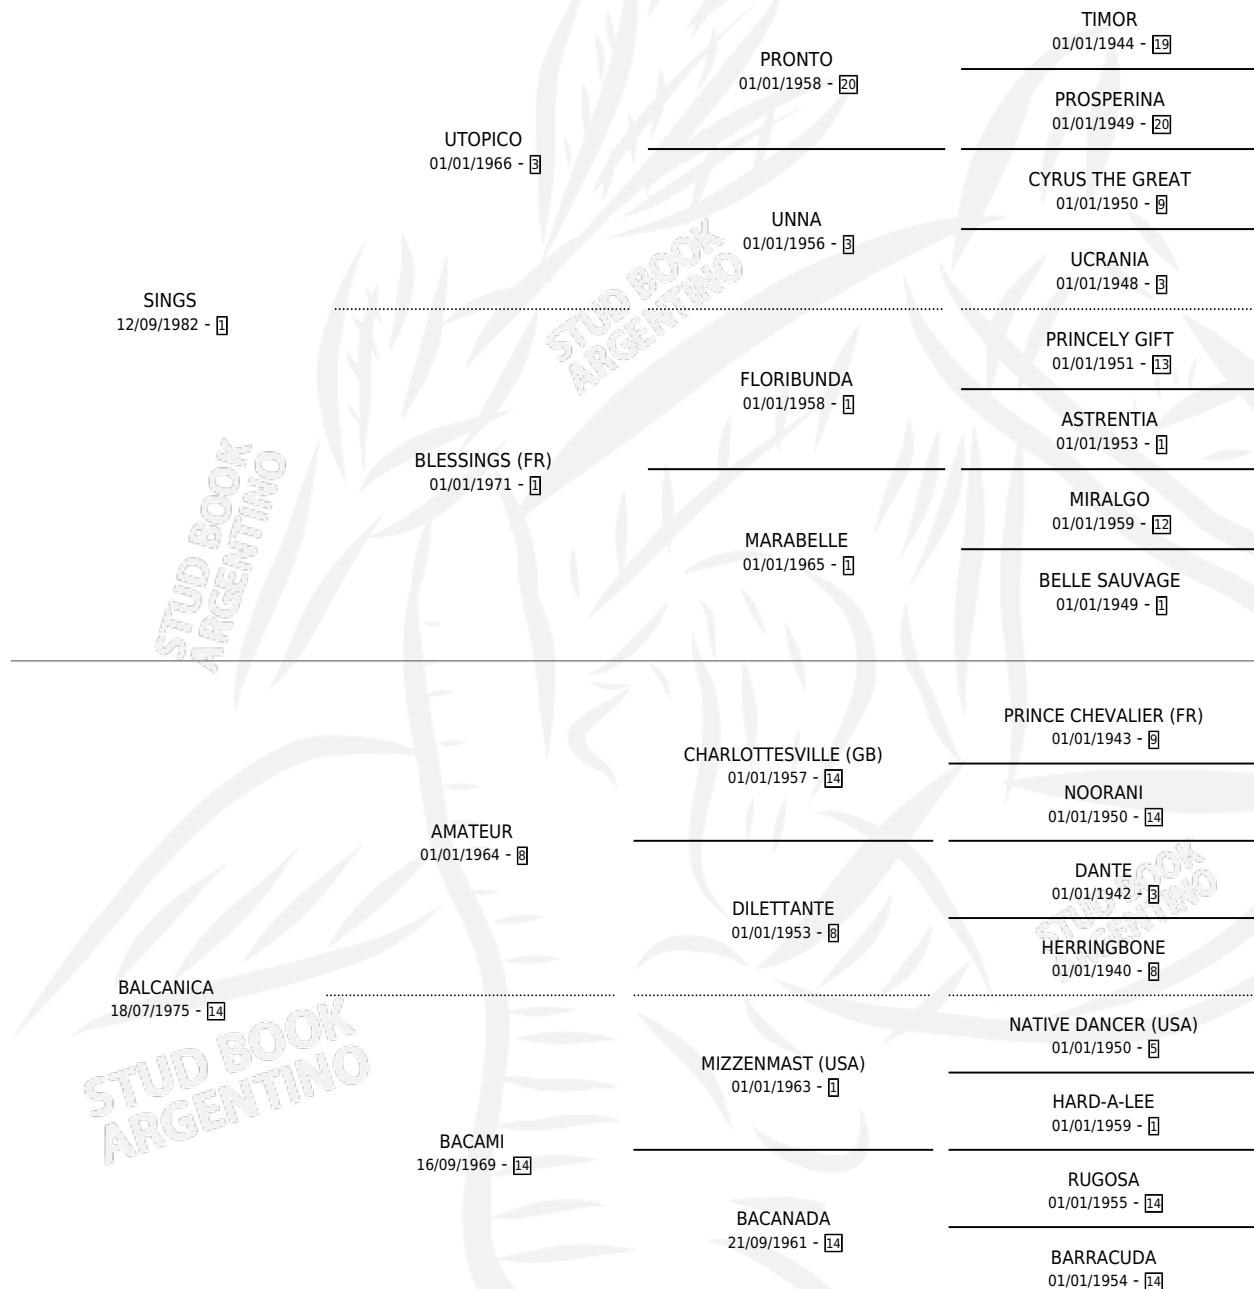 TIMOR
01/01/1944 - 19
PRONTO
01/01/1958 - 20
PROSPERINA
01/01/1949 - 20
UTOPICO
01/01/1966 - 3
CYRUS THE GREAT
01/01/1950 - 9
UNNA
01/01/1956 - 3
UCRANIA
01/01/1948 - 3
SINGS
12/09/1982 - 1
PRINCELY GIFT
01/01/1951 - 13
FLORIBUNDA
01/01/1958 - 1
ASTRENTIA
01/01/1953 - 1
BLESSINGS (FR)
01/01/1971 - 1
MIRALGO
01/01/1959 - 12
MARABELLE
01/01/1965 - 1
BELLE SAUVAGE
01/01/1949 - 1
PRINCE CHEVALIER (FR)
01/01/1943 - 9
CHARLOTTESVILLE (GB)
01/01/1957 - 14
NOORANI
01/01/1950 - 14
AMATEUR
01/01/1964 - 8
DANTE
01/01/1942 - 3
DILETTANTE
01/01/1953 - 8
HERRINGBONE
01/01/1940 - 8
BALCANICA
18/07/1975 - 14
NATIVE DANCER (USA)
01/01/1950 - 5
MIZZENMAST (USA)
01/01/1963 - 1
HARD-A-LEE
01/01/1959 - 1
BACAMI
16/09/1969 - 14
RUGOSA
01/01/1955 - 14
BACANADA
21/09/1961 - 14
BARRACUDA
01/01/1954 - 14
STUD BOOK
ARGENTINO
STUD BOOK
ARGENTINO
STUD BOOK
ARGENTINO
STUD BOOK
ARGENTINO